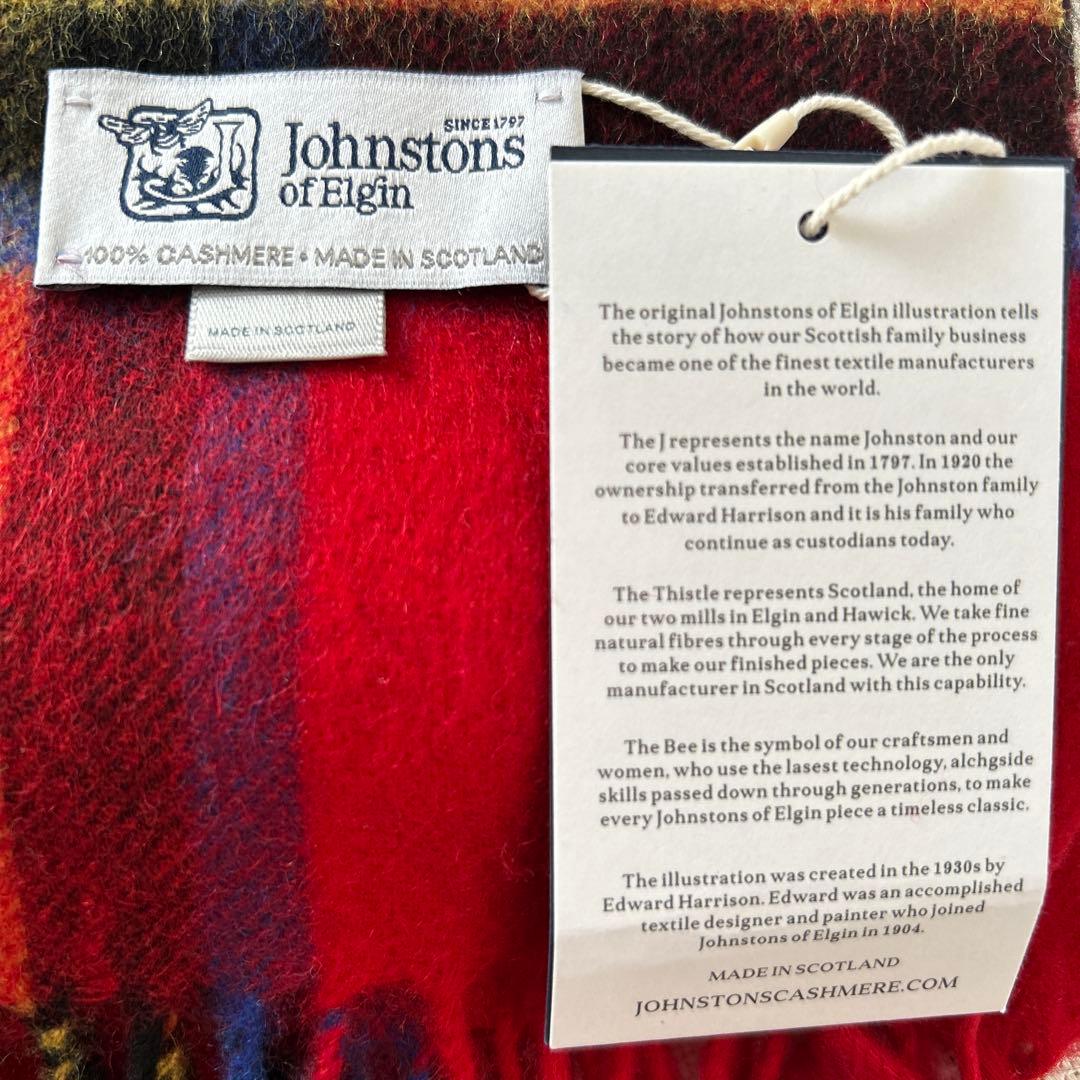 SINCE 1797
Johnstons
of Elgin
100% CASHMERE • MADE IN SCOTLAND
MADE IN SCOTLAND
The original Johnstons of Elgin illustration tells
the story of how our Scottish family business
became one of the finest textile manufacturers
in the world.
The J represents the name Johnston and our
core values established in 1797. In 1920 the
ownership transferred from the Johnston family
to Edward Harrison and it is his family who
continue as custodians today.
The Thistle represents Scotland, the home of
our two mills in Elgin and Hawick. We take fine
natural fibres through every stage of the process
to make our finished pieces. We are the only
manufacturer in Scotland with this capability.
The Bee is the symbol of our craftsmen and
women, who use the lasest technology, alchgside
skills passed down through generations, to make
every Johnstons of Elgin piece a timeless classic.
The illustration was created in the 1930s by
Edward Harrison. Edward was an accomplished
textile designer and painter who joined
Johnstons of Elgin in 1904.
MADE IN SCOTLAND
JOHNSTONSCASHMERE.COM